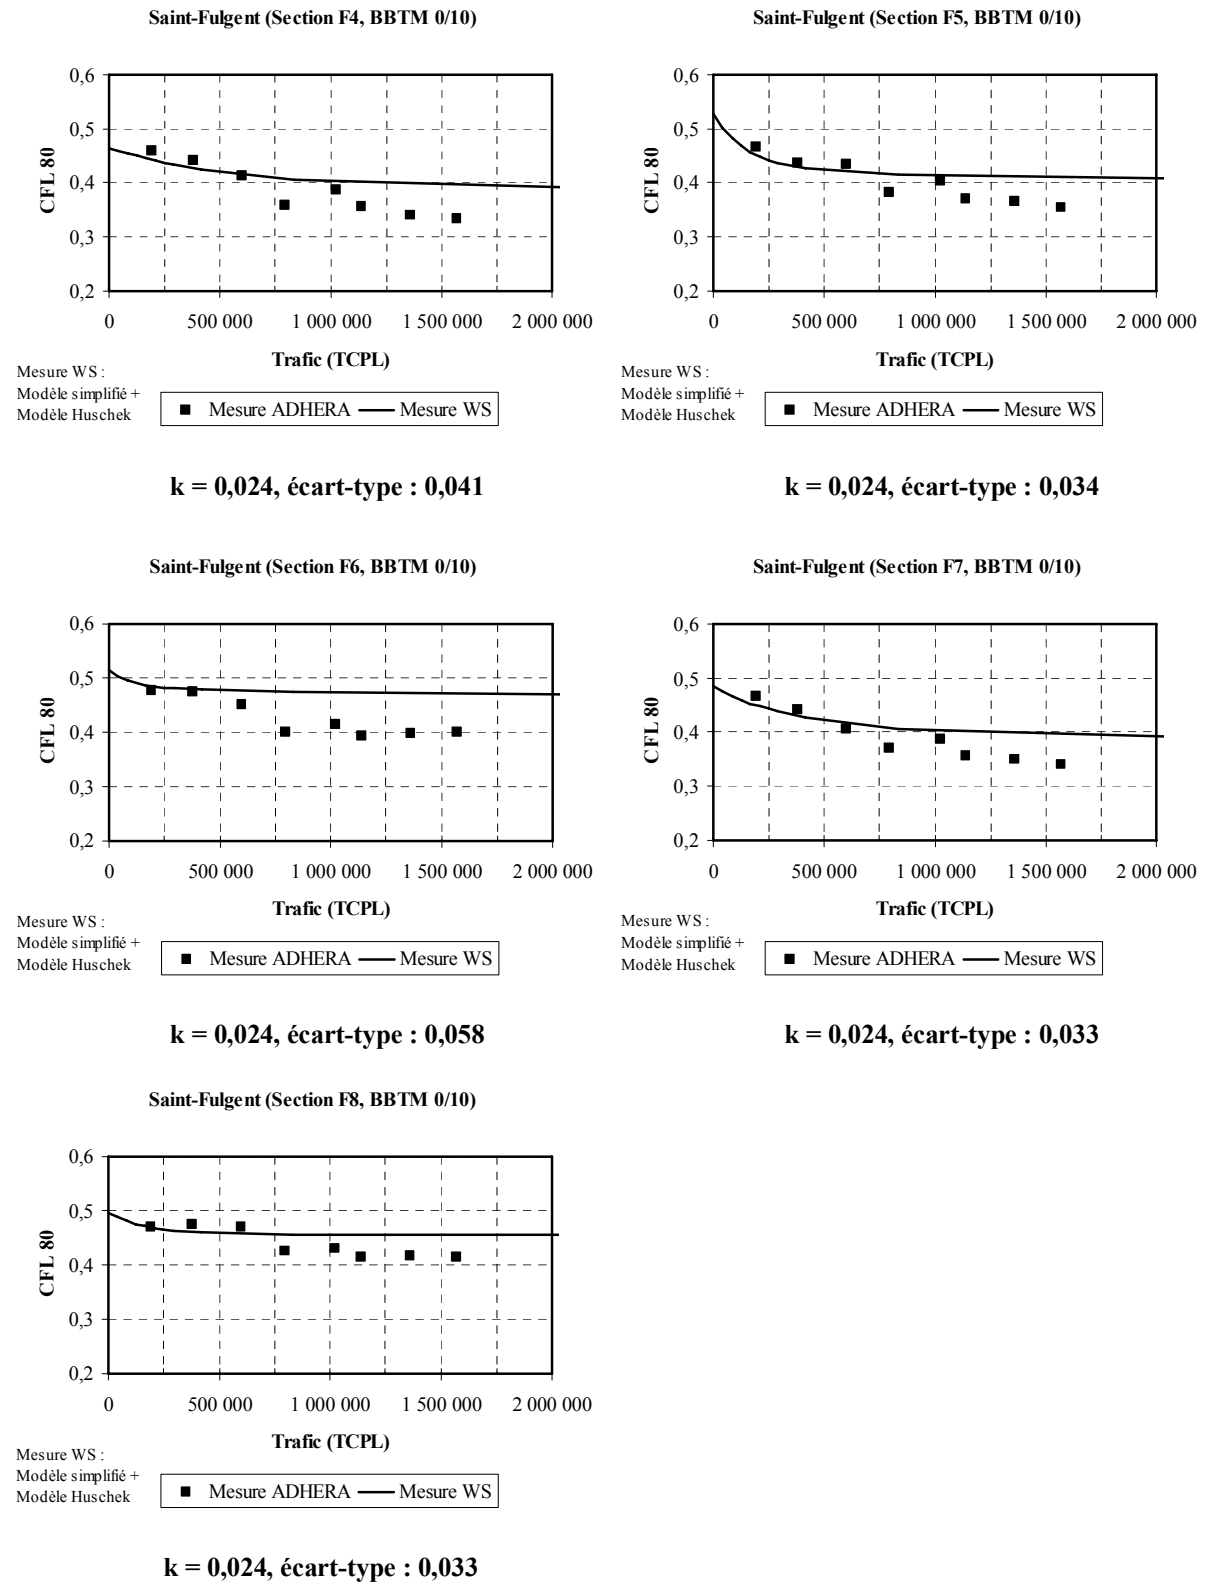 Saint-Fulgent (Section F4, BBTM 0/10)
0,6
0,5
0,4
0,3
0,2
CFL 80
0 500 000 1 000 000 1 500 000 2 000 000
Trafic (TCPL)
Mesure WS :
Modèle simplifié +
Modèle Huschek
Mesure ADHERA Mesure WS
k = 0,024, écart-type : 0,041
Saint-Fulgent (Section F5, BBTM 0/10)
0,6
0,5
0,4
0,3
0,2
CFL 80
0 500 000 1 000 000 1 500 000 2 000 000
Trafic (TCPL)
Mesure WS :
Modèle simplifié +
Modèle Huschek
Mesure ADHERA Mesure WS
k = 0,024, écart-type : 0,034
Saint-Fulgent (Section F6, BBTM 0/10)
0,6
0,5
0,4
0,3
0,2
CFL 80
0 500 000 1 000 000 1 500 000 2 000 000
Trafic (TCPL)
Mesure WS :
Modèle simplifié +
Modèle Huschek
Mesure ADHERA Mesure WS
k = 0,024, écart-type : 0,058
Saint-Fulgent (Section F7, BBTM 0/10)
0,6
0,5
0,4
0,3
0,2
CFL 80
0 500 000 1 000 000 1 500 000 2 000 000
Trafic (TCPL)
Mesure WS :
Modèle simplifié +
Modèle Huschek
Mesure ADHERA Mesure WS
k = 0,024, écart-type : 0,033
Saint-Fulgent (Section F8, BBTM 0/10)
0,6
0,5
0,4
0,3
0,2
CFL 80
0 500 000 1 000 000 1 500 000 2 000 000
Trafic (TCPL)
Mesure WS :
Modèle simplifié +
Modèle Huschek
Mesure ADHERA Mesure WS
k = 0,024, écart-type : 0,033